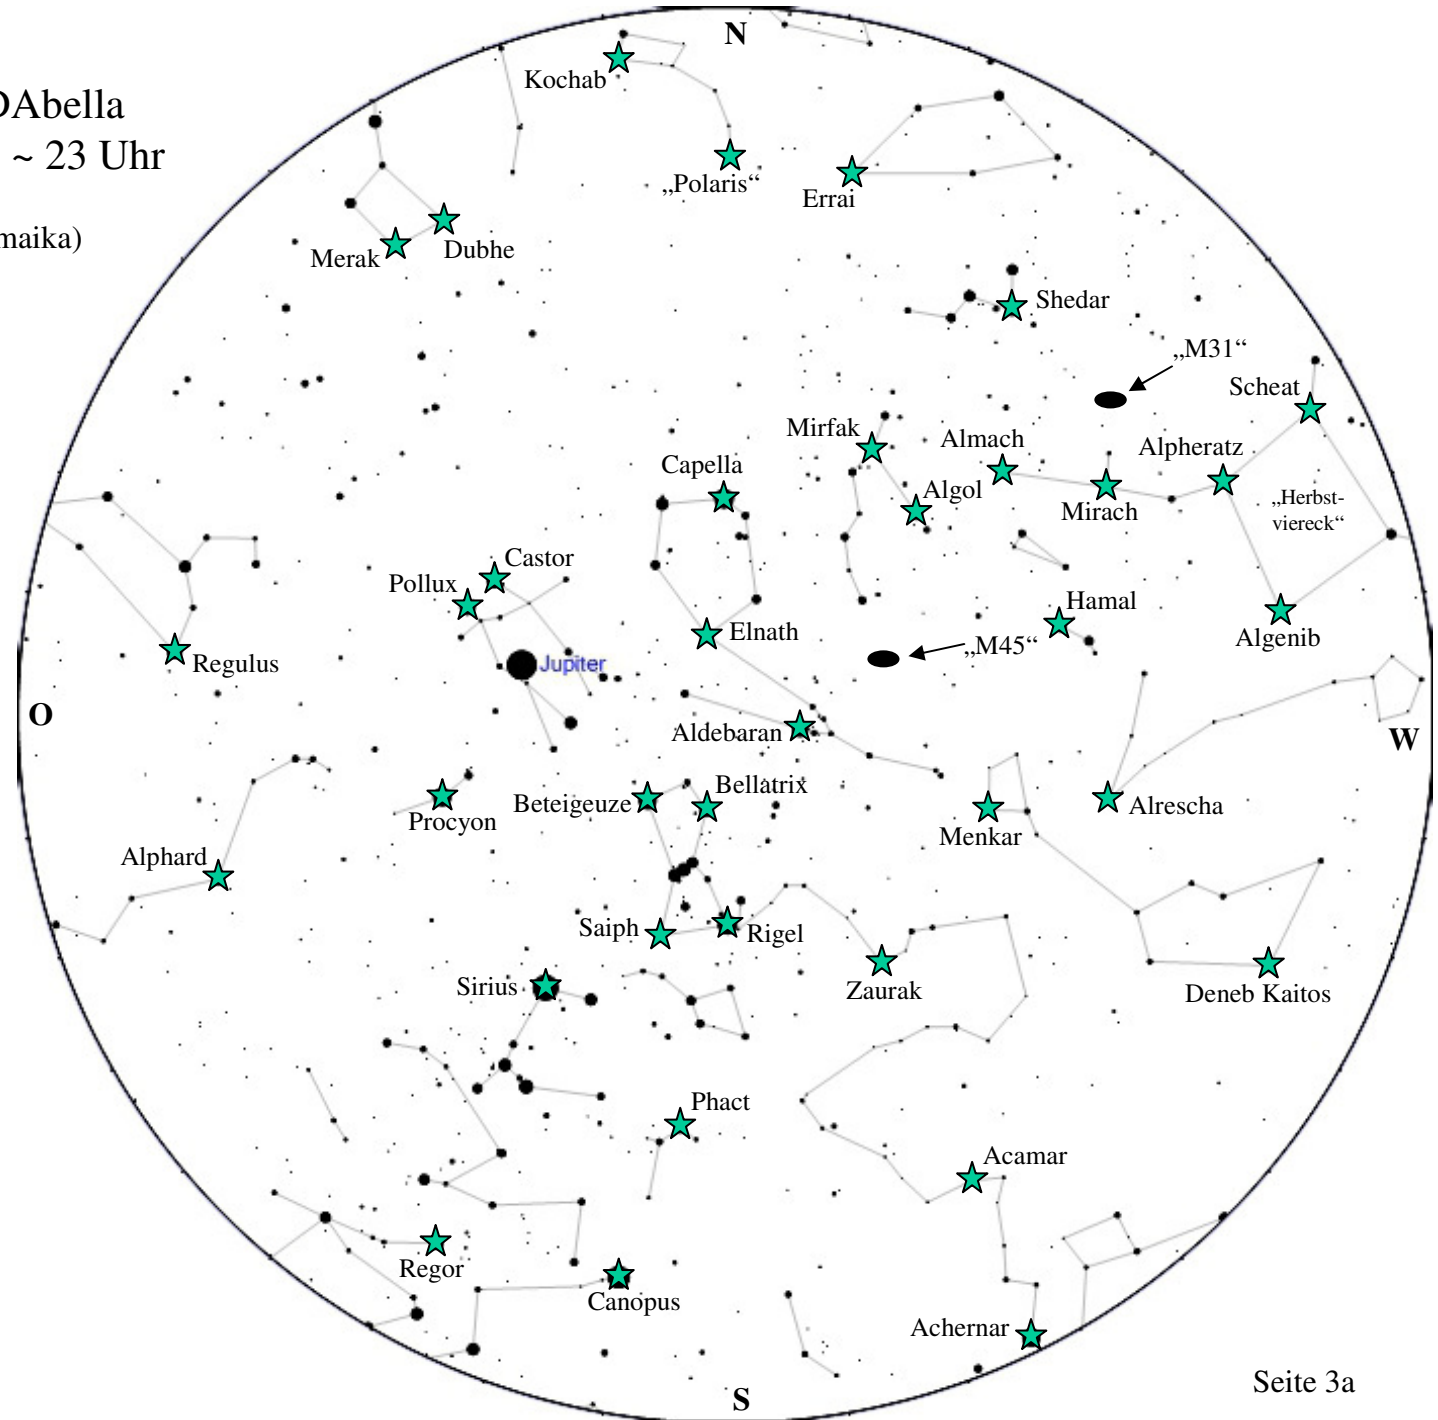 N
DAbella
~ 23 Uhr
maika)
Kochab
„Polaris“
Errai
Merak
Dubhe
Shedar
„M31“
Scheat
Mirfak
Almach
Alpheratz
Capella
Algol
Mirach
„Herbst-
viereck“
Castor
Pollux
Hamal
Elnath
Algenib
Regulus
Jupiter
„M45“
O
Aldebaran
W
Beteigeuze
Bellatrix
Procyon
Menkar
Alrescha
Alphard
Saiph
Rigel
Sirius
Zaurak
Deneb Kaitos
Phact
Acamar
Regor
Canopus
Achernar
S
Seite 3a